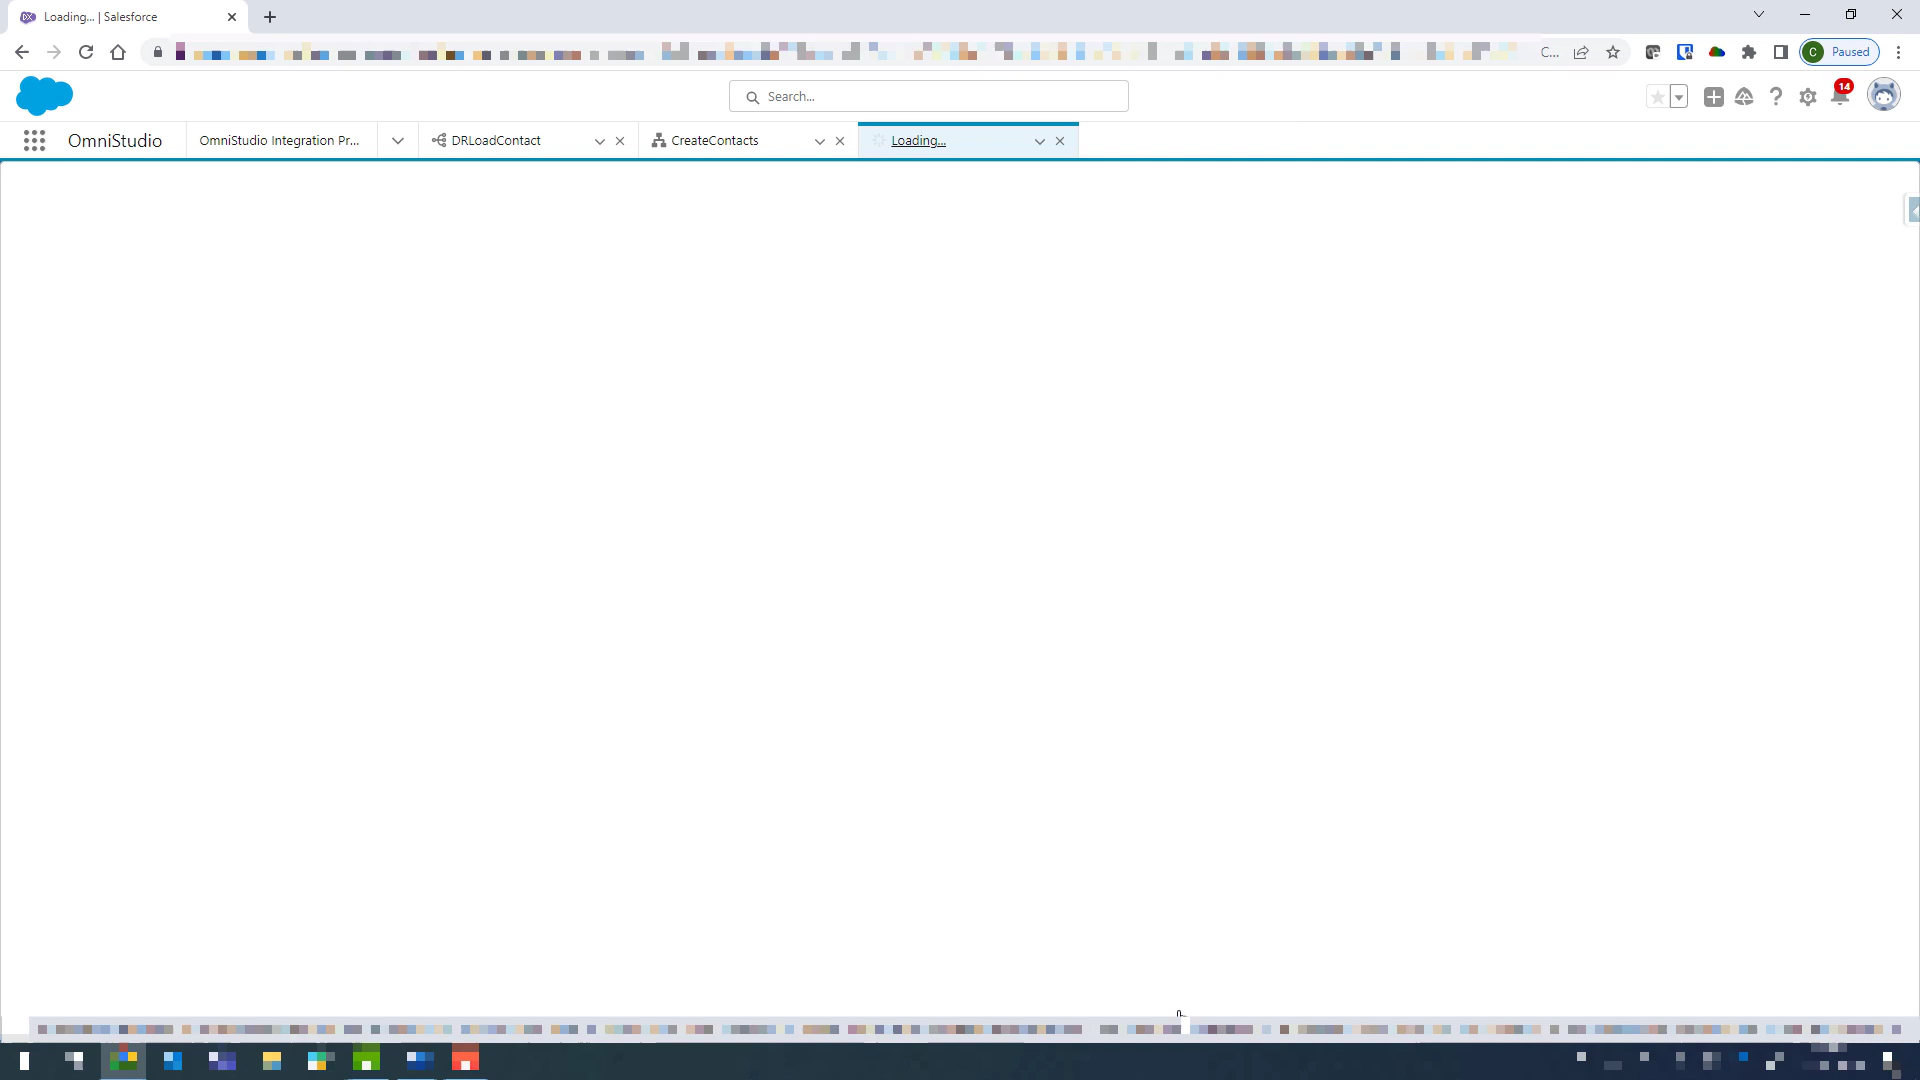 Loading... | Salesforce
C...
C Paused
Search...
14
OmniStudio
OmniStudio Integration Pr...
DRLoadContact
CreateContacts
Loading...